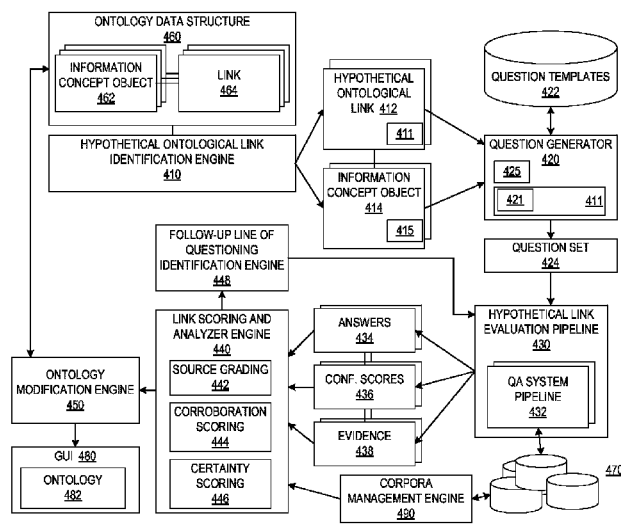 ONTOLOGY DATA STRUCTURE
460
INFORMATION
CONCEPT OBJECT
462
LINK
464
HYPOTHETICAL ONTOLOGICAL LINK
IDENTIFICATION ENGINE
410
HYPOTHETICAL
ONTOLOGICAL
LINK 412
411
INFORMATION
CONCEPT OBJECT
414
415
QUESTION TEMPLATES
422
QUESTION GENERATOR
420
425
421
411
QUESTION SET
424
FOLLOW-UP LINE OF
QUESTIONING
IDENTIFICATION ENGINE
448
LINK SCORING AND
ANALYZER ENGINE
440
SOURCE GRADING
442
CORROBORATION
SCORING
444
CERTAINTY
SCORING
446
ANSWERS
434
CONF. SCORES
436
EVIDENCE
438
HYPOTHETICAL LINK
EVALUATION PIPELINE
430
QA SYSTEM
PIPELINE
432
ONTOLOGY
MODIFICATION ENGINE
450
GUI 480
ONTOLOGY
482
CORPORA
MANAGEMENT ENGINE
490
470